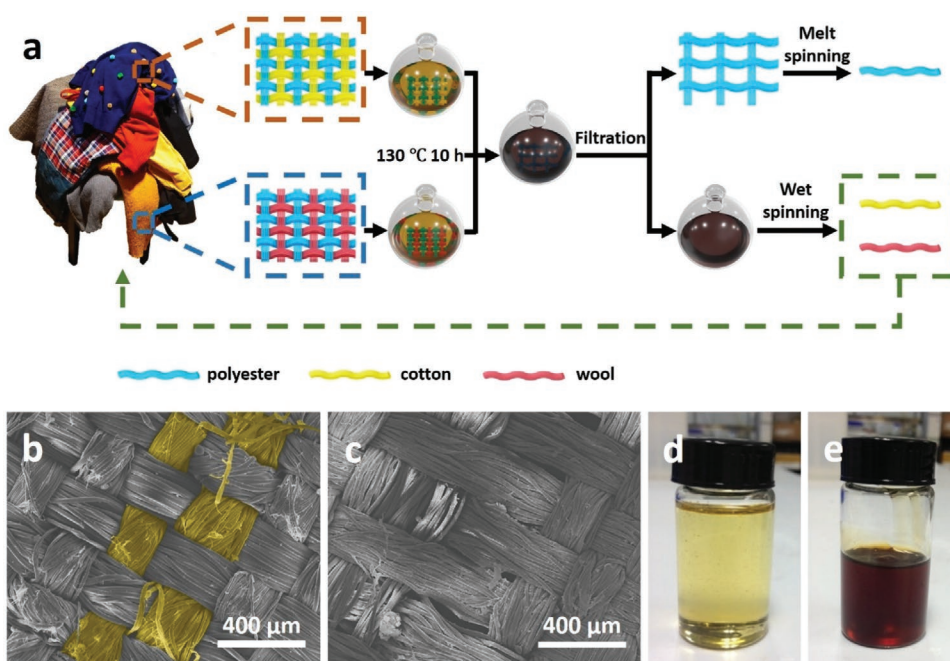 a
130 ℃ 10 h
Filtration
Melt
spinning
Wet
spinning
polyester
cotton
wool
b
400 µm
c
400 µm
d
e